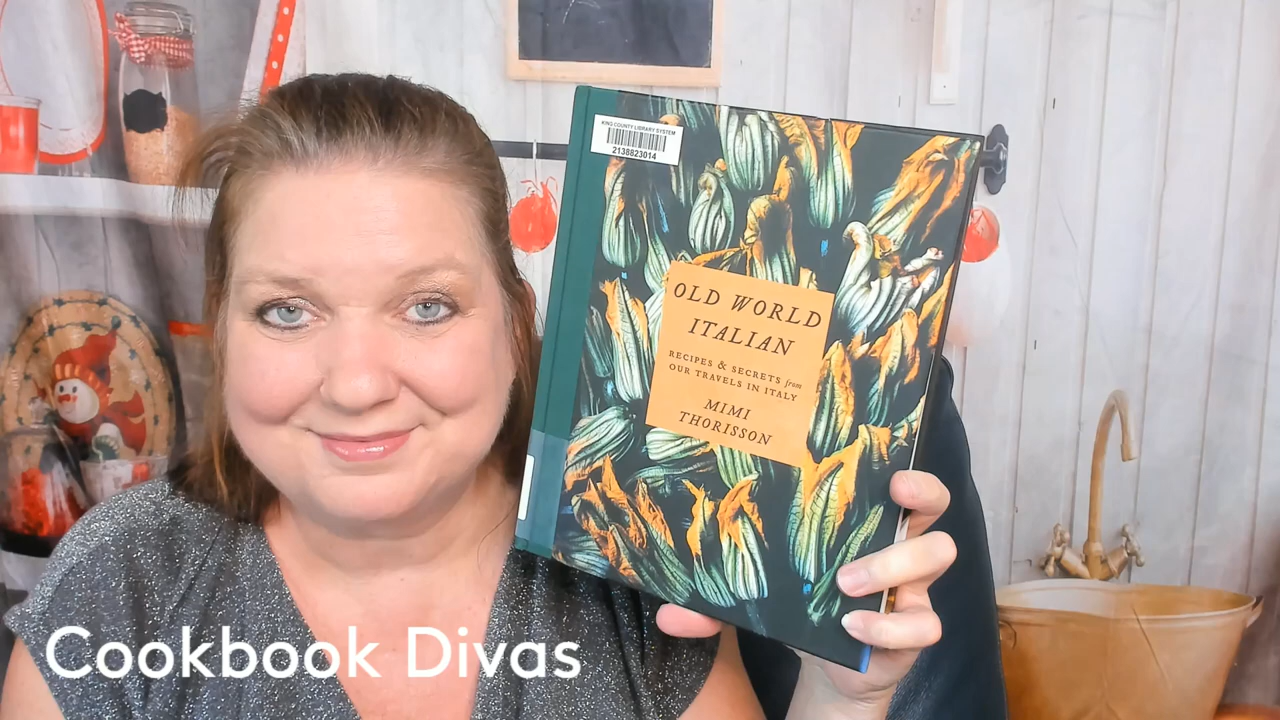 KING COUNTY LIBRARY SYSTEM
2138823014
OLD WORLD
ITALIAN
RECIPES & SECRETS from
OUR TRAVELS IN ITALY
MIMI
THORISSON
Cookbook Divas